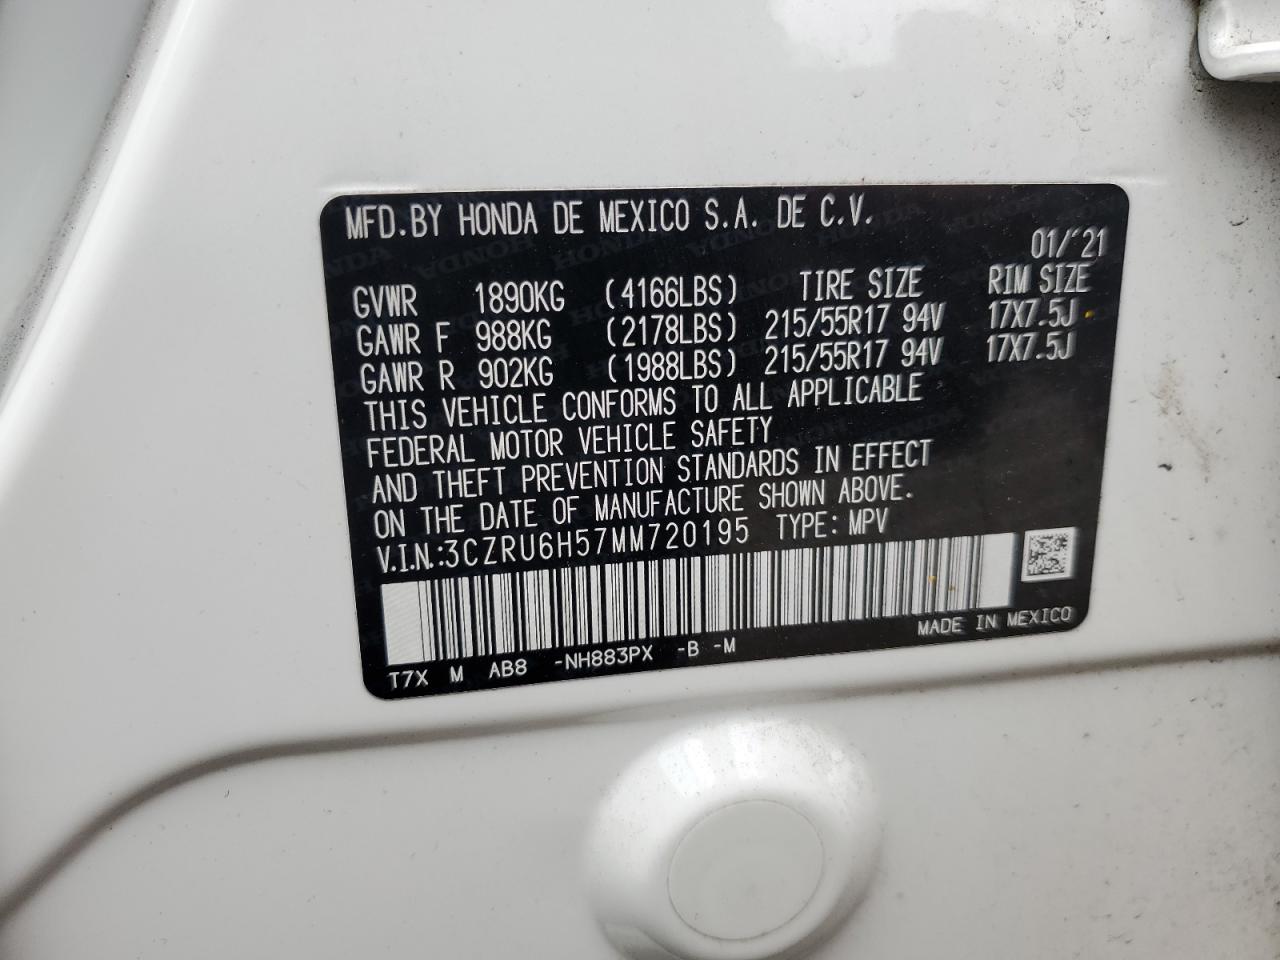 MFD.BY HONDA DE MEXICO S.A. DE C.V.
01/'21
GVWR 1890KG (4166LBS) TIRE SIZE RIM SIZE
GAWR F 988KG (2178LBS) 215/55R17 94V 17X7.5J
GAWR R 902KG (1988LBS) 215/55R17 94V 17X7.5J
THIS VEHICLE CONFORMS TO ALL APPLICABLE
FEDERAL MOTOR VEHICLE SAFETY
AND THEFT PREVENTION STANDARDS IN EFFECT
ON THE DATE OF MANUFACTURE SHOWN ABOVE.
V.I.N.:3CZRU6H57MM720195 TYPE: MPV
MADE IN MEXICO
T7X M AB8 -NH883PX -B -M